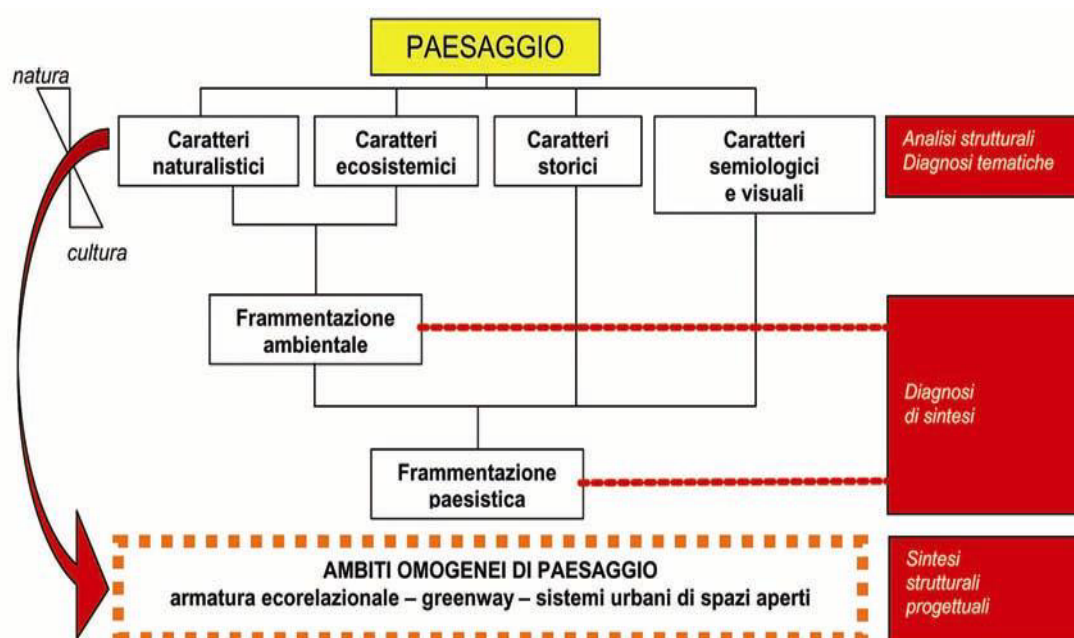 PAESAGGIO
natura
cultura
Caratteri
naturalistici
Caratteri
ecosistemici
Caratteri
storici
Caratteri
semiologici
e visuali
Analisi strutturali
Diagnosi tematiche
Frammentazione
ambientale
Diagnosi
di sintesi
Frammentazione
paesistica
AMBITI OMOGENEI DI PAESAGGIO
armatura ecorelazionale – greenway – sistemi urbani di spazi aperti
Sintesi
strutturali
progettuali